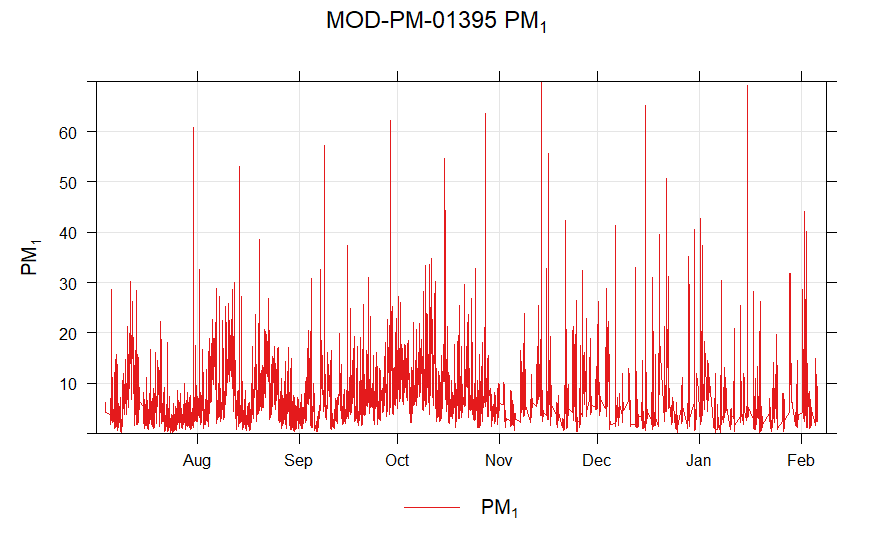 MOD-PM-01395 PM₁
60
50
40
30
20
10
PM₁
Aug Sep Oct Nov Dec Jan Feb
PM₁